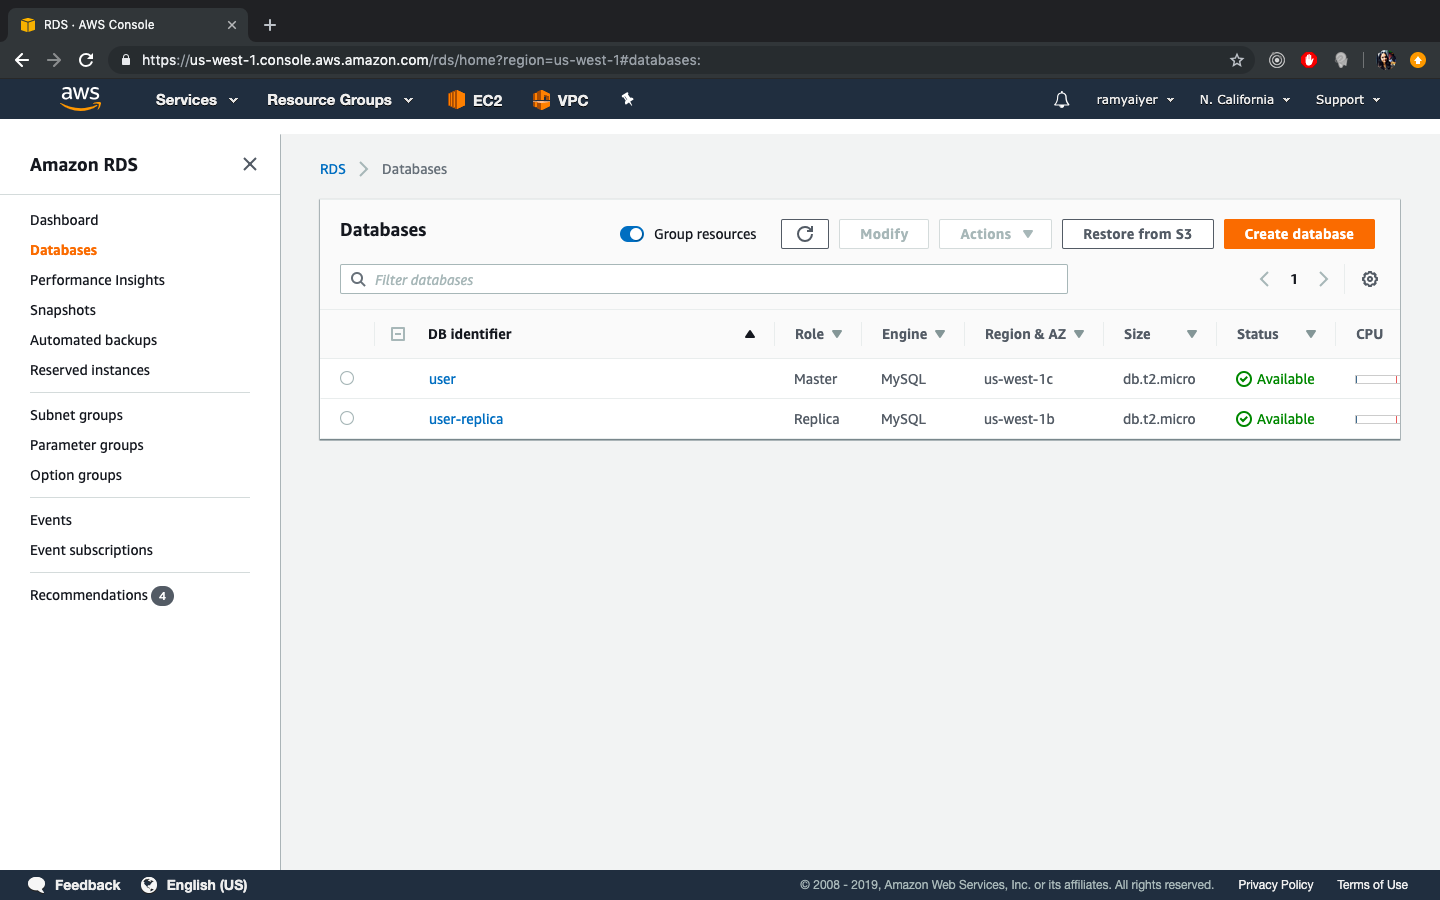 RDS · AWS Console
https://us-west-1.console.aws.amazon.com/rds/home?region=us-west-1#databases:
aws Services Resource Groups EC2 VPC ramyaiyer N. California Support
Amazon RDS
Dashboard
Databases
Performance Insights
Snapshots
Automated backups
Reserved instances
Subnet groups
Parameter groups
Option groups
Events
Event subscriptions
Recommendations 4
RDS Databases
Databases Group resources Modify Actions Restore from S3 Create database
Filter databases 1
DB identifier Role Engine Region & AZ Size Status CPU
user Master MySQL us-west-1c db.t2.micro Available
user-replica Replica MySQL us-west-1b db.t2.micro Available
Feedback English (US) © 2008 - 2019, Amazon Web Services, Inc. or its affiliates. All rights reserved. Privacy Policy Terms of Use